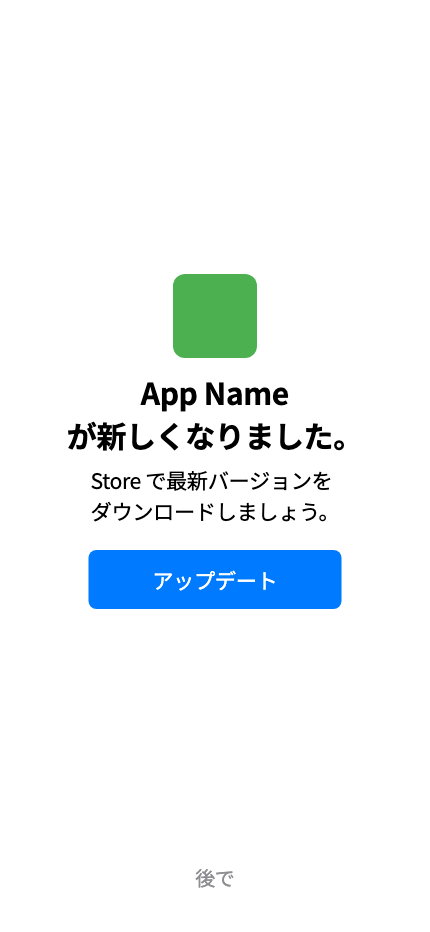 App Name
が新しくなりました。
Store で最新バージョンを
ダウンロードしましょう。
アップデート
後で